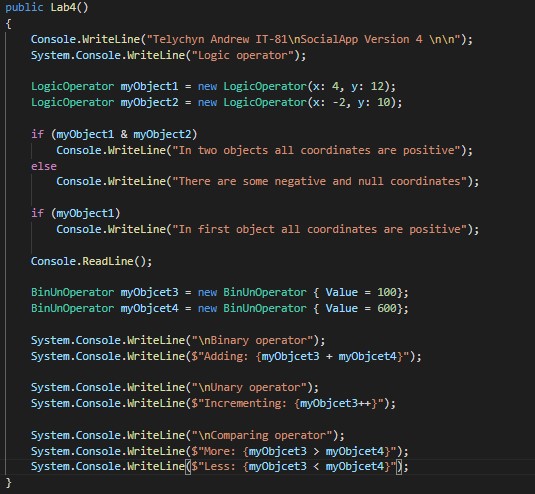 public Lab4()
{
Console.WriteLine("Telychyn Andrew IT-81\nSocialApp Version 4 \n\n");
System.Console.WriteLine("Logic operator");
LogicOperator myObject1 = new LogicOperator(x: 4, y: 12);
LogicOperator myObject2 = new LogicOperator(x: -2, y: 10);
if (myObject1 & myObject2)
Console.WriteLine("In two objects all coordinates are positive");
else
Console.WriteLine("There are some negative and null coordinates");
if (myObject1)
Console.WriteLine("In first object all coordinates are positive");
Console.ReadLine();
BinUnOperator myObjcet3 = new BinUnOperator { Value = 100};
BinUnOperator myObjcet4 = new BinUnOperator { Value = 600};
System.Console.WriteLine("\nBinary operator");
System.Console.WriteLine($"Adding: {myObjcet3 + myObjcet4}");
System.Console.WriteLine("\nUnary operator");
System.Console.WriteLine($"Incrementing: {myObjcet3++}");
System.Console.WriteLine("\nComparing operator");
System.Console.WriteLine($"More: {myObjcet3 > myObjcet4}");
System.Console.WriteLine($"Less: {myObjcet3 < myObjcet4}");
}